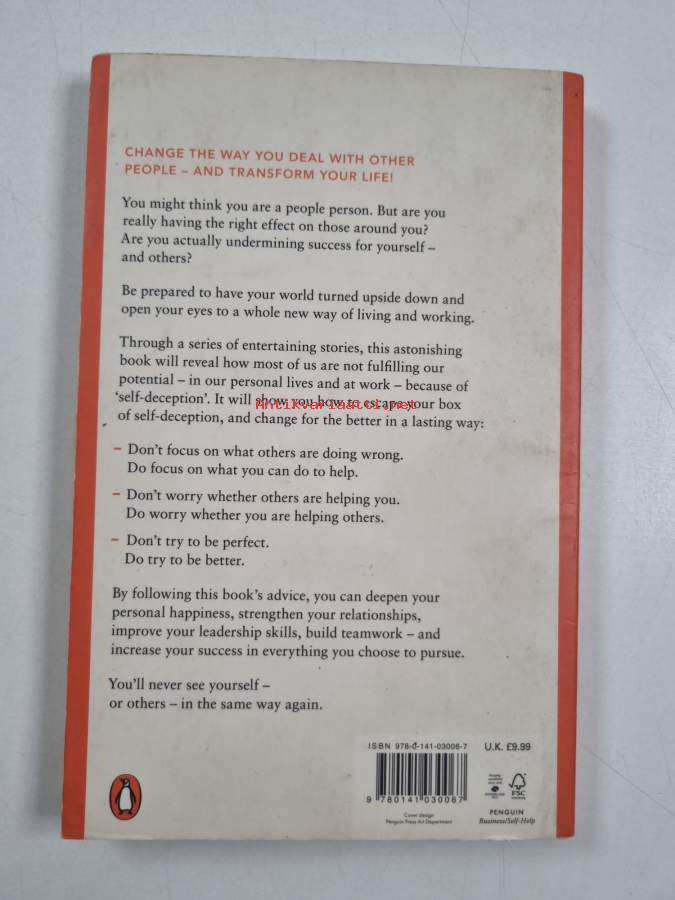 CHANGE THE WAY YOU DEAL WITH OTHER
PEOPLE – AND TRANSFORM YOUR LIFE!
You might think you are a people person. But are you
really having the right effect on those around you?
Are you actually undermining success for yourself –
and others?
Be prepared to have your world turned upside down and
open your eyes to a whole new way of living and working.
Through a series of entertaining stories, this astonishing
book will reveal how most of us are not fulfilling our
potential – in our personal lives and at work – because of
‘self-deception’. It will show you how to escape your box
Antikvariaatti.net
of self-deception, and change for the better in a lasting way:
– Don’t focus on what others are doing wrong.
Do focus on what you can do to help.
– Don’t worry whether others are helping you.
Do worry whether you are helping others.
– Don’t try to be perfect.
Do try to be better.
By following this book’s advice, you can deepen your
personal happiness, strengthen your relationships,
improve your leadership skills, build teamwork – and
increase your success in everything you choose to pursue.
You’ll never see yourself –
or others – in the same way again.
ISBN 978-0-141-03006-7
U.K. £9.99
9 780141 030067
FSC
Cover design:
Penguin Press Art Department
PENGUIN
Business/Self-Help